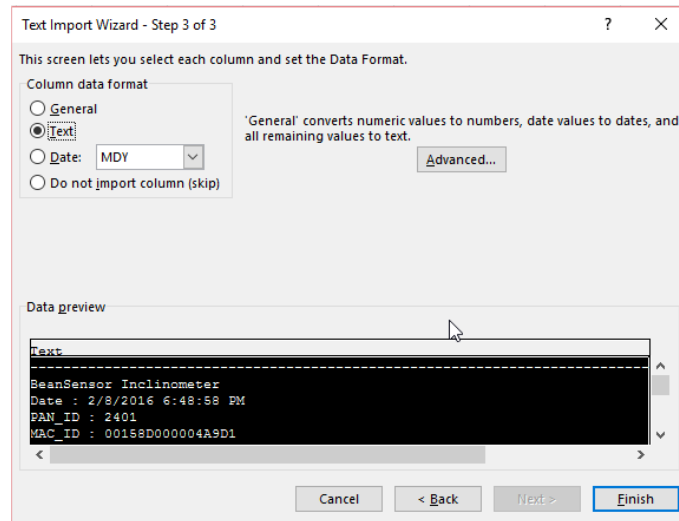 Text Import Wizard - Step 3 of 3
This screen lets you select each column and set the Data Format.
Column data format
General
Text
Date: MDY
Do not import column (skip)
'General' converts numeric values to numbers, date values to dates, and
all remaining values to text.
Advanced...
Data preview
Text
--------------------------------------------------------------------------------
BeanSensor Inclinometer
Date : 2/8/2016 6:48:58 PM
PAN_ID : 2401
MAC_ID : 00158D000004A9D1
Cancel
< Back
Next >
Finish